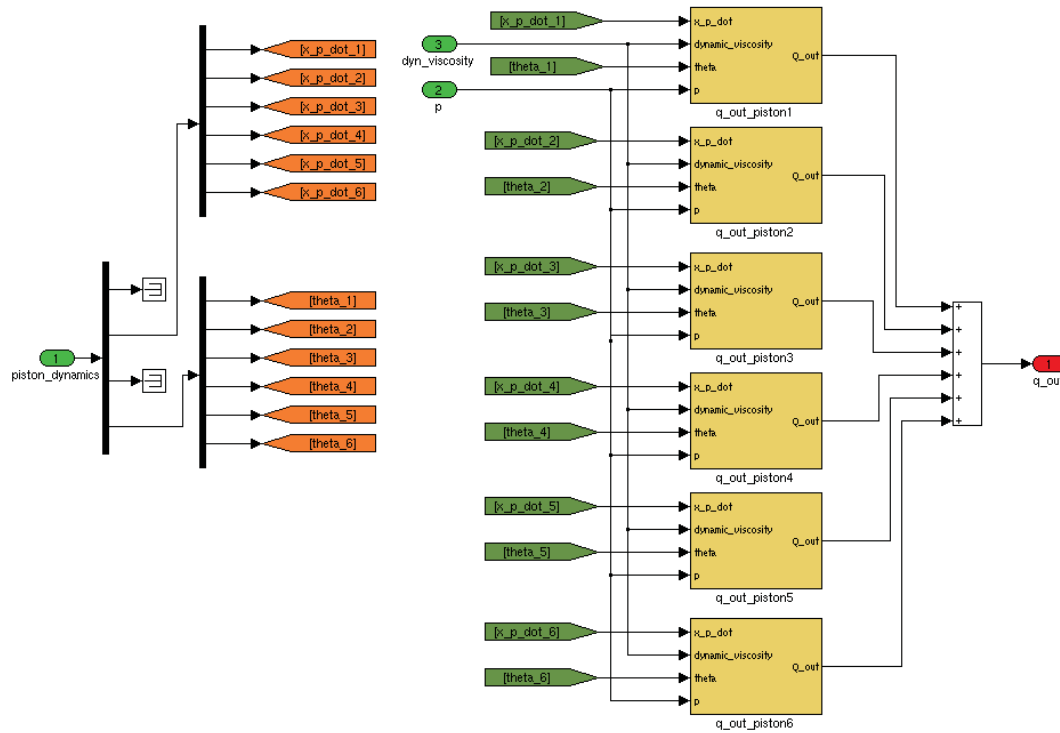 [x_p_dot_1]
[x_p_dot_2]
[x_p_dot_3]
[x_p_dot_4]
[x_p_dot_5]
[x_p_dot_6]
1
piston_dynamics
[theta_1]
[theta_2]
[theta_3]
[theta_4]
[theta_5]
[theta_6]
[x_p_dot_1]
3
dyn_viscosity
[theta_1]
2
p
x_p_dot
dynamic_viscosity
theta
p
Q_out
q_out_piston1
[x_p_dot_2]
[theta_2]
x_p_dot
dynamic_viscosity
theta
p
Q_out
q_out_piston2
[x_p_dot_3]
[theta_3]
x_p_dot
dynamic_viscosity
theta
p
Q_out
q_out_piston3
[x_p_dot_4]
[theta_4]
x_p_dot
dynamic_viscosity
theta
p
Q_out
q_out_piston4
[x_p_dot_5]
[theta_5]
x_p_dot
dynamic_viscosity
theta
p
Q_out
q_out_piston5
[x_p_dot_6]
[theta_6]
x_p_dot
dynamic_viscosity
theta
p
Q_out
q_out_piston6
+
+
+
+
+
+
1
q_out